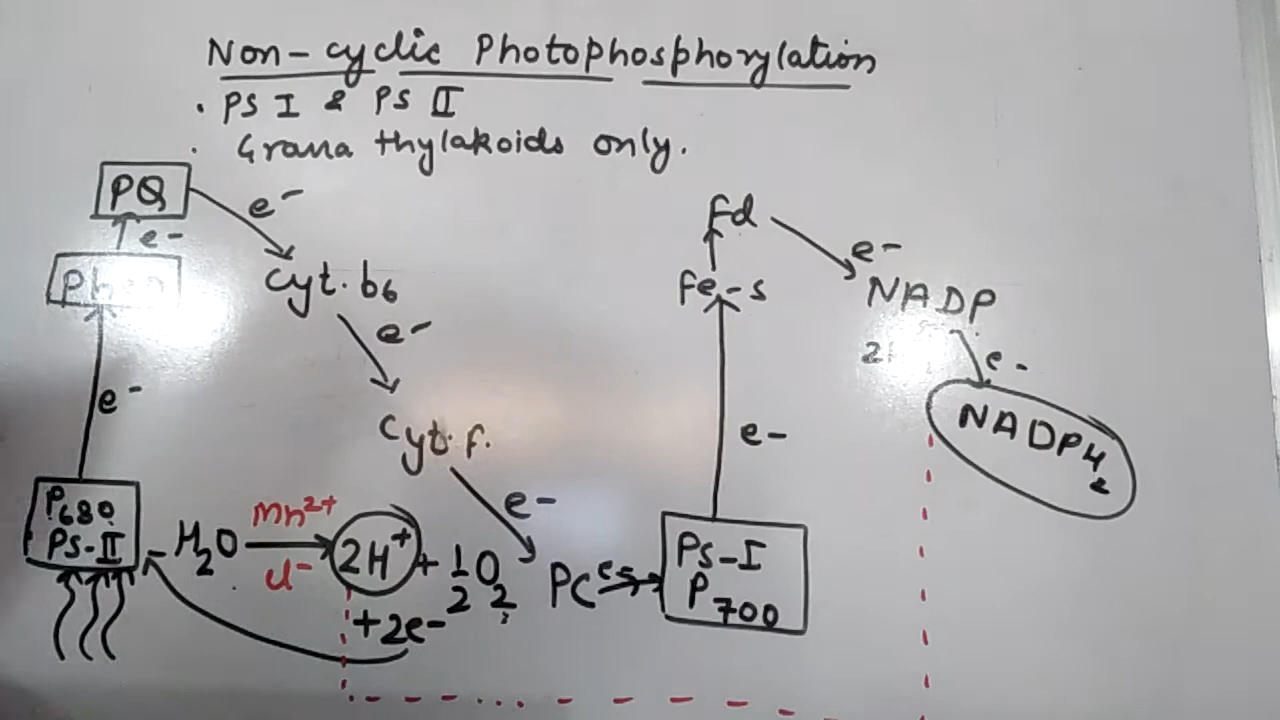 Non-cyclic Photophosphorylation
. PS I & PS II
. Grana thylakoids only.
PQ
e-
e-
Cyt. b6
e-
Cyt. f.
e-
e-
P680
PS-II
H2O
Mn2+
Cl-
2H+ + 1/2 O2
+2e-
PC
PS-I
P700
e-
Fe-s
Fd
e-
NADP
e-
NADPH2